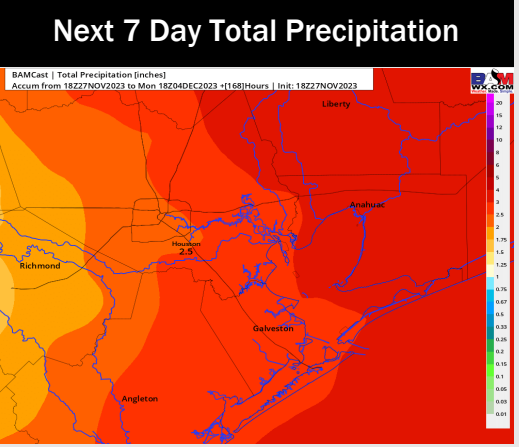 Next 7 Day Total Precipitation
BAMCast | Total Precipitation [inches]
Accum from 18Z27NOV2023 to Mon 18Z04DEC2023 +[168]Hours | Init: 18Z27NOV2023
BAM
WX.COM
Liberty
Anahuac
Houston
2.5
Richmond
Galveston
Angleton
20
15
12
10
8
6
5
4
3
2.5
2
1.75
1.5
1.25
1
0.75
0.67
0.5
0.33
0.25
0.2
0.15
0.1
0.05
0.03
0.01